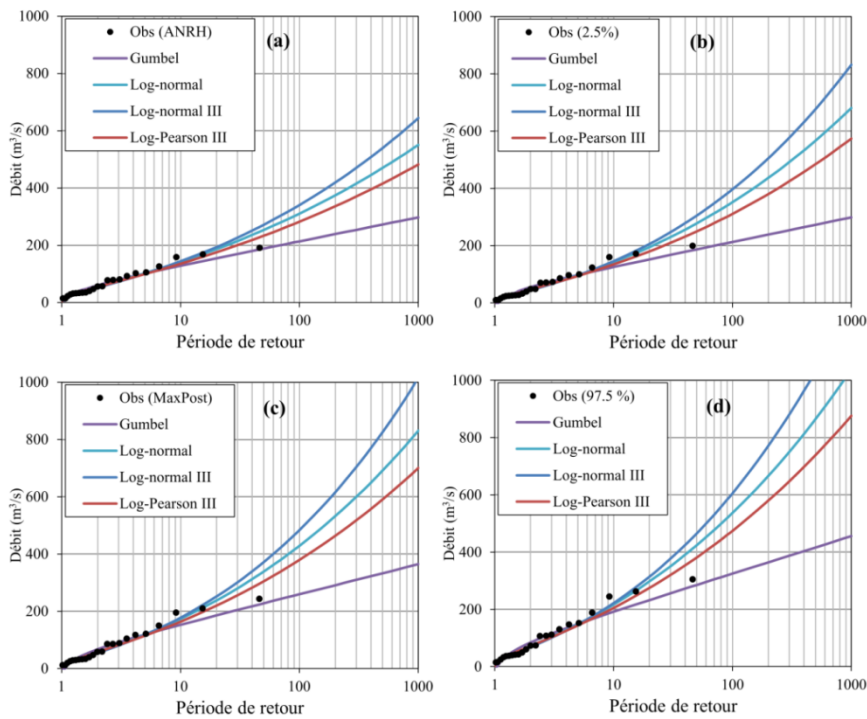 1000
800
600
400
200
0
Débit (m³/s)
Obs (ANRH)
Gumbel
Log-normal
Log-normal III
Log-Pearson III
(a)
1 10 100 1000
Période de retour
1000
800
600
400
200
0
Débit (m³/s)
Obs (2.5%)
Gumbel
Log-normal
Log-normal III
Log-Pearson III
(b)
1 10 100 1000
Période de retour
1000
800
600
400
200
0
Débit (m³/s)
Obs (MaxPost)
Gumbel
Log-normal
Log-normal III
Log-Pearson III
(c)
1 10 100 1000
Période de retour
1000
800
600
400
200
0
Débit (m³/s)
Obs (97.5 %)
Gumbel
Log-normal
Log-normal III
Log-Pearson III
(d)
1 10 100 1000
Période de retour